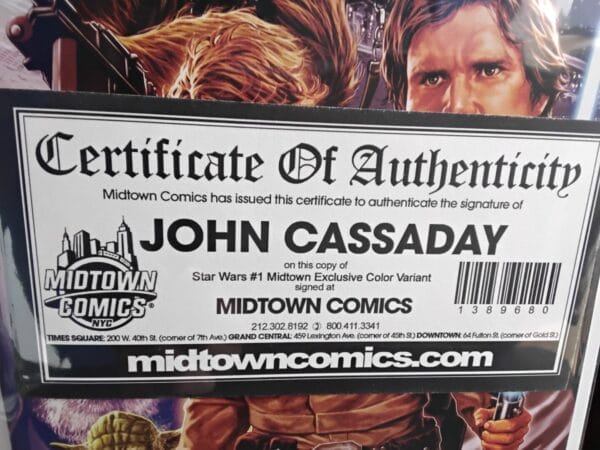 Certificate Of Authenticity
Midtown Comics has issued this certificate to authenticate the signature of
JOHN CASSADAY
on this copy of
Star Wars #1 Midtown Exclusive Color Variant
signed at
MIDTOWN COMICS
MIDTOWN
COMICS®
NYC
1389680
212.302.8192 800.411.3341
TIMES SQUARE: 200 W. 40th St. (corner of 7th Ave.) GRAND CENTRAL: 459 Lexington Ave. (corner of 45th St.) DOWNTOWN: 64 Fulton St. (corner of Gold St.)
midtowncomics.com